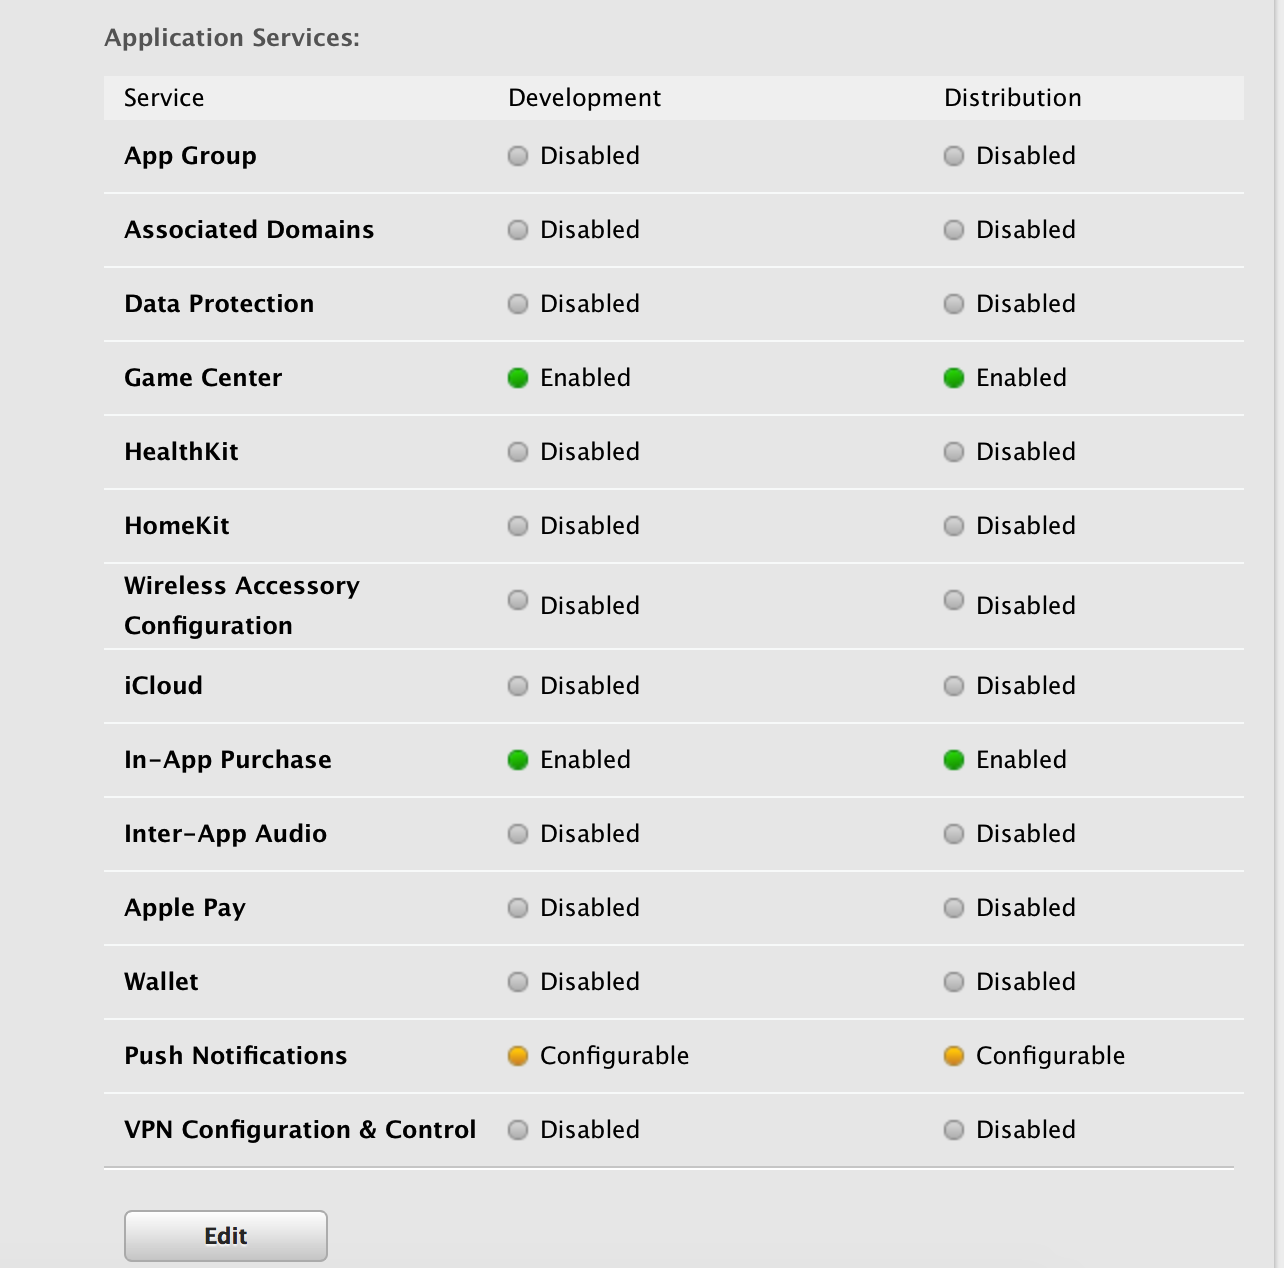 Application Services:
Service Development Distribution
App Group Disabled Disabled
Associated Domains Disabled Disabled
Data Protection Disabled Disabled
Game Center Enabled Enabled
HealthKit Disabled Disabled
HomeKit Disabled Disabled
Wireless Accessory
Configuration Disabled Disabled
iCloud Disabled Disabled
In-App Purchase Enabled Enabled
Inter-App Audio Disabled Disabled
Apple Pay Disabled Disabled
Wallet Disabled Disabled
Push Notifications Configurable Configurable
VPN Configuration & Control Disabled Disabled
Edit